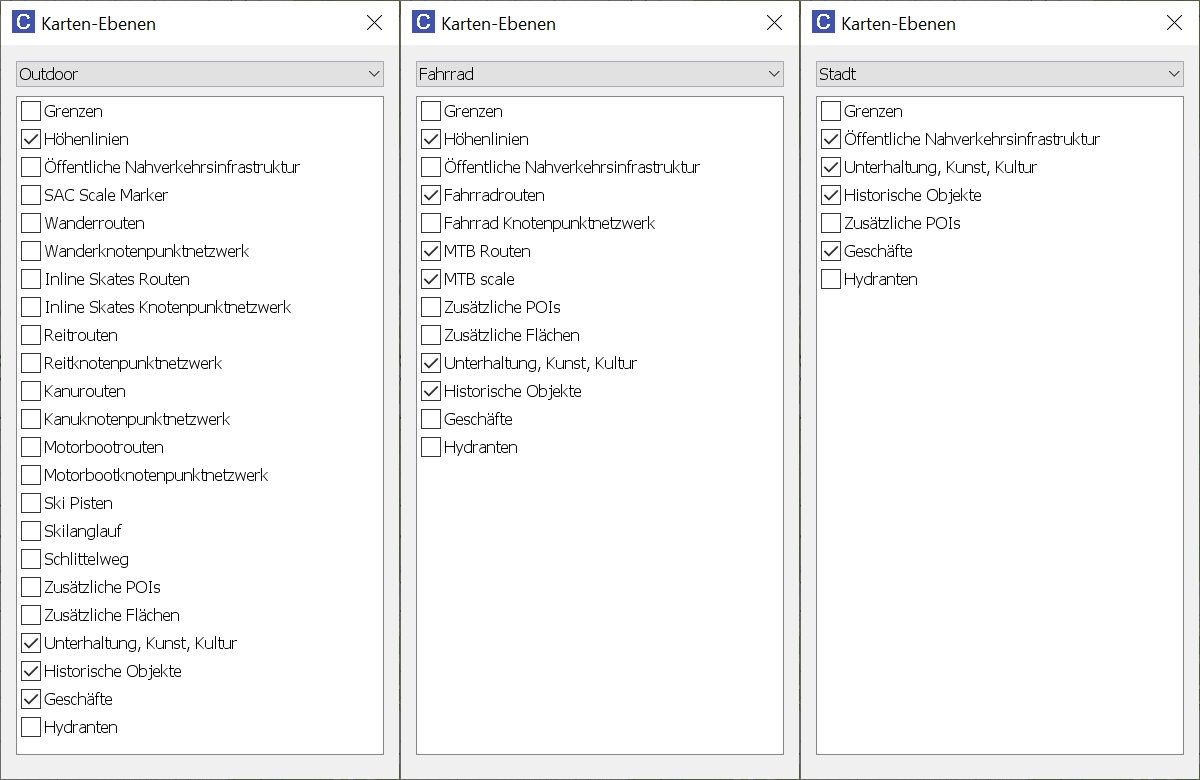 C Karten-Ebenen
Outdoor
Grenzen
Höhenlinien
Öffentliche Nahverkehrsinfrastruktur
SAC Scale Marker
Wanderrouten
Wanderknotenpunktnetzwerk
Inline Skates Routen
Inline Skates Knotenpunktnetzwerk
Reitrouten
Reitknotenpunktnetzwerk
Kanurouten
Kanuknotenpunktnetzwerk
Motorbootrouten
Motorbootknotenpunktnetzwerk
Ski Pisten
Skilanglauf
Schlittelweg
Zusätzliche POIs
Zusätzliche Flächen
Unterhaltung, Kunst, Kultur
Historische Objekte
Geschäfte
Hydranten
C Karten-Ebenen
Fahrrad
Grenzen
Höhenlinien
Öffentliche Nahverkehrsinfrastruktur
Fahrradrouten
Fahrrad Knotenpunktnetzwerk
MTB Routen
MTB scale
Zusätzliche POIs
Zusätzliche Flächen
Unterhaltung, Kunst, Kultur
Historische Objekte
Geschäfte
Hydranten
C Karten-Ebenen
Stadt
Grenzen
Öffentliche Nahverkehrsinfrastruktur
Unterhaltung, Kunst, Kultur
Historische Objekte
Zusätzliche POIs
Geschäfte
Hydranten